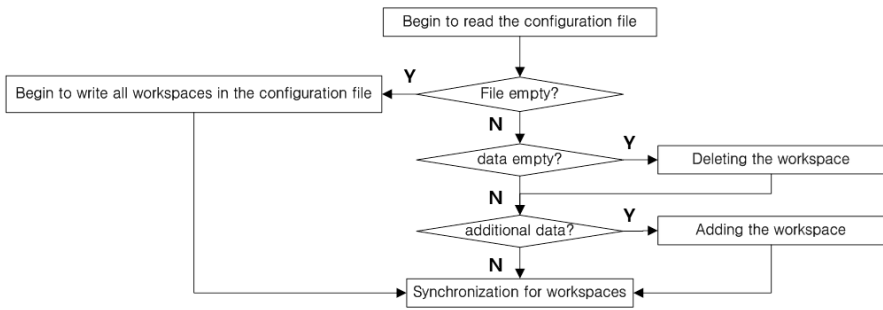 Begin to read the configuration file
Y
Begin to write all workspaces in the configuration file
File empty?
N
Y
data empty?
Deleting the workspace
N
Y
additional data?
Adding the workspace
N
Synchronization for workspaces